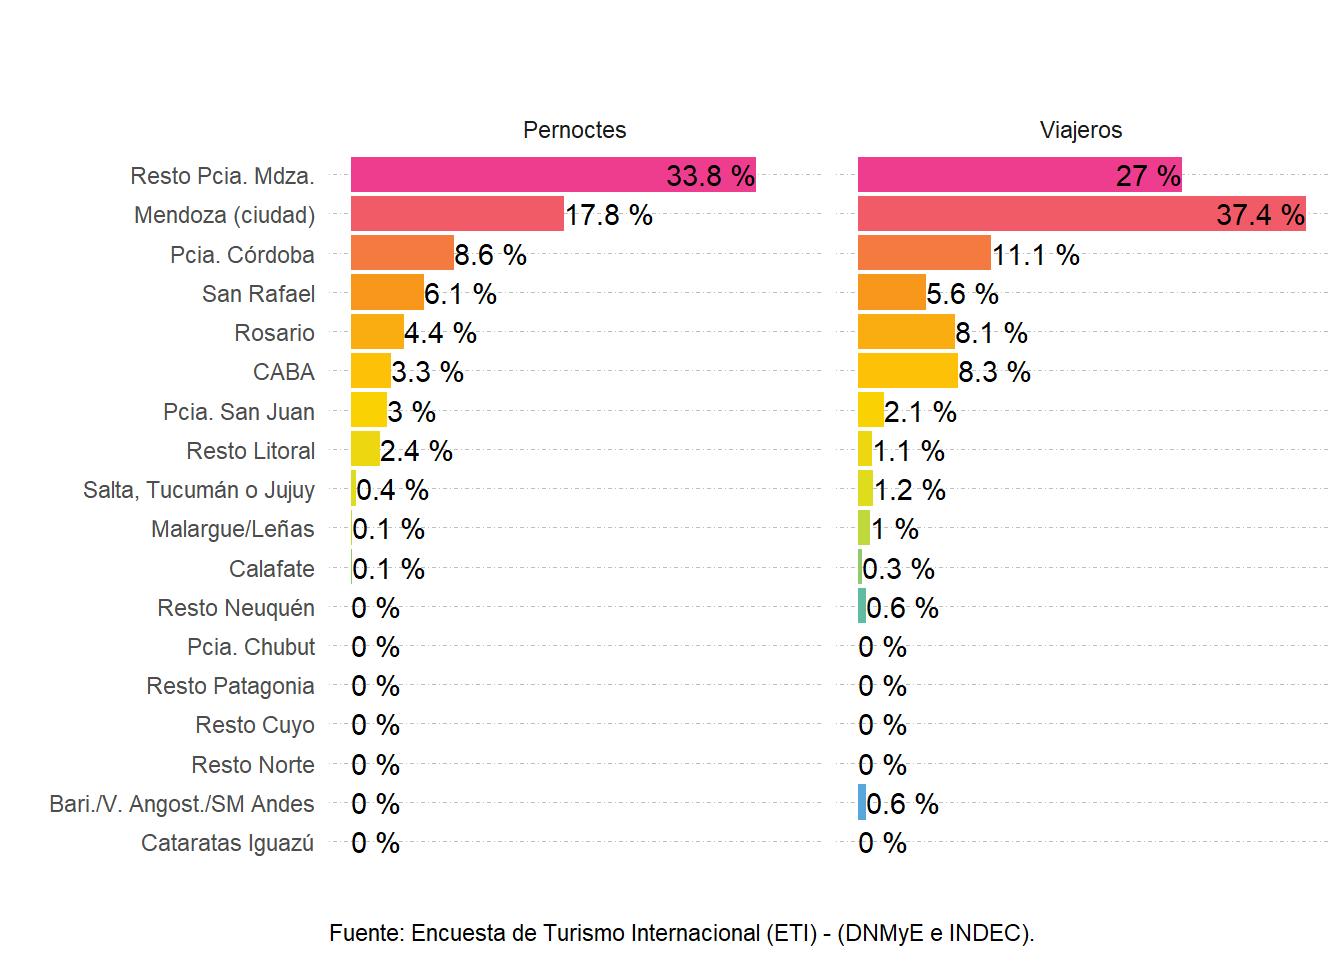 Pernoctes Viajeros
Resto Pcia. Mdza. 33.8 % 27 %
Mendoza (ciudad) 17.8 % 37.4 %
Pcia. Córdoba 8.6 % 11.1 %
San Rafael 6.1 % 5.6 %
Rosario 4.4 % 8.1 %
CABA 3.3 % 8.3 %
Pcia. San Juan 3 % 2.1 %
Resto Litoral 2.4 % 1.1 %
Salta, Tucumán o Jujuy 0.4 % 1.2 %
Malargue/Leñas 0.1 % 1 %
Calafate 0.1 % 0.3 %
Resto Neuquén 0 % 0.6 %
Pcia. Chubut 0 % 0 %
Resto Patagonia 0 % 0 %
Resto Cuyo 0 % 0 %
Resto Norte 0 % 0 %
Bari./V. Angost./SM Andes 0 % 0.6 %
Cataratas Iguazú 0 % 0 %
Fuente: Encuesta de Turismo Internacional (ETI) - (DNMyE e INDEC).